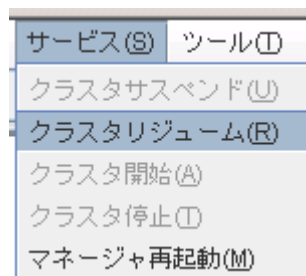 サービス(S) ツール(T)
クラスタサスペンド(U)
クラスタリジューム(R)
クラスタ開始(A)
クラスタ停止(T)
マネージャ再起動(M)